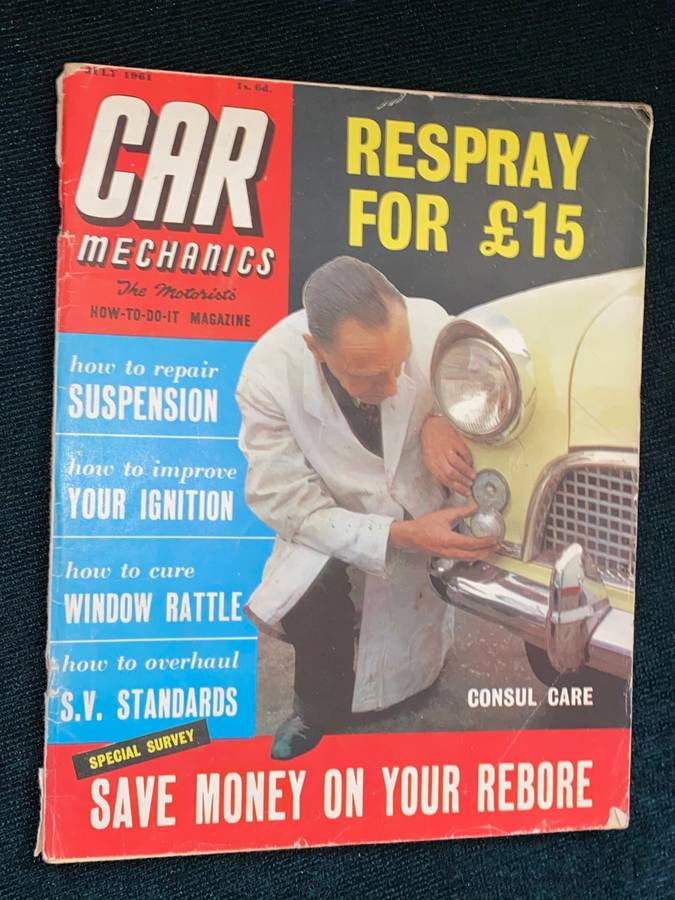 JULY 1961
1s. 6d.
CAR
MECHANICS
The Motorists'
HOW-TO-DO-IT MAGAZINE
RESPRAY
FOR £15
how to repair
SUSPENSION
how to improve
YOUR IGNITION
how to cure
WINDOW RATTLE
how to overhaul
S.V. STANDARDS
CONSUL CARE
SPECIAL SURVEY
SAVE MONEY ON YOUR REBORE